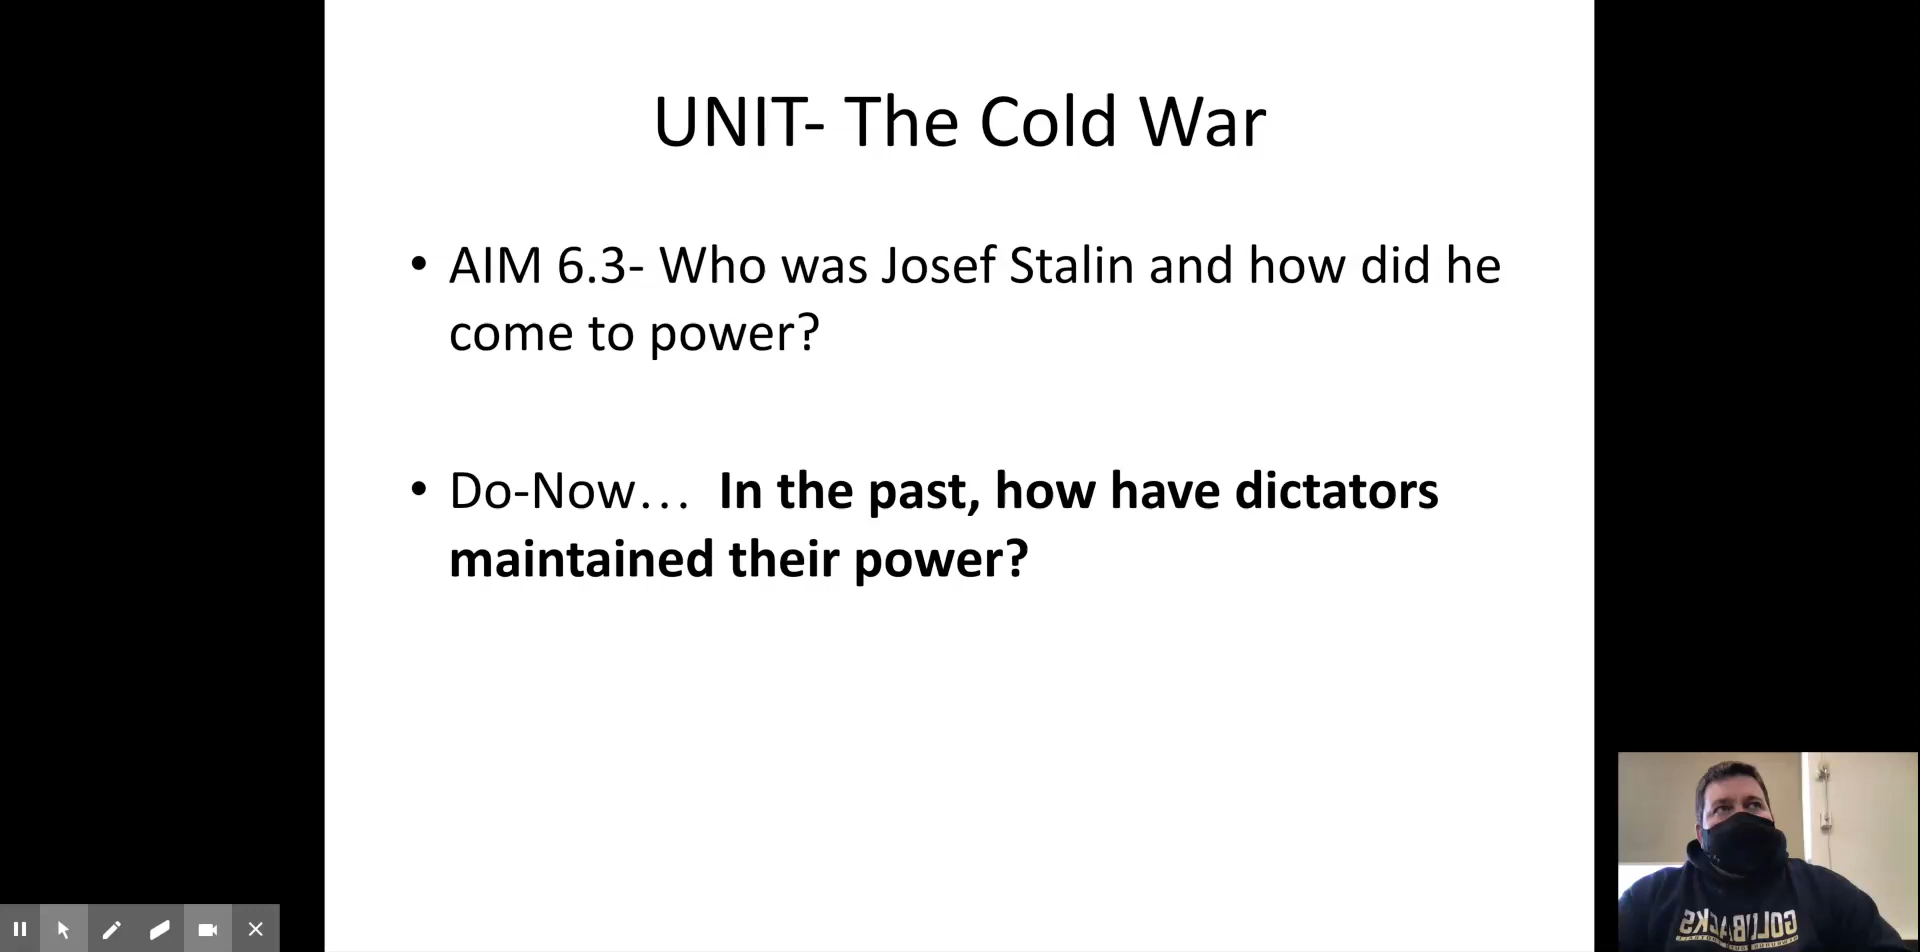 UNIT- The Cold War
• AIM 6.3- Who was Josef Stalin and how did he
come to power?
• Do-Now… In the past, how have dictators
maintained their power?
GOLDBACKS